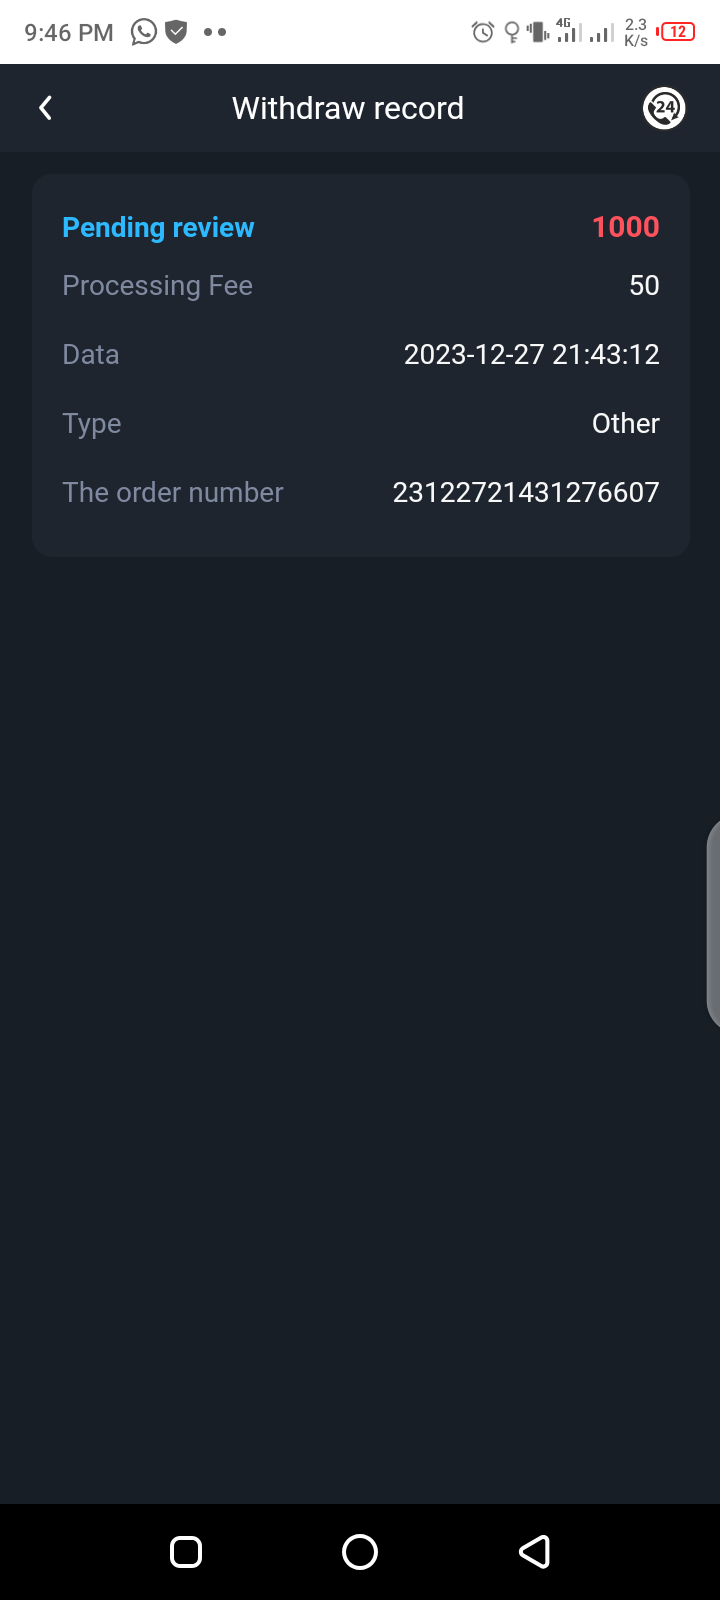 9:46 PM 4G 2.3 K/s 12
Withdraw record 24
Pending review 1000
Processing Fee 50
Data 2023-12-27 21:43:12
Type Other
The order number 23122721431276607